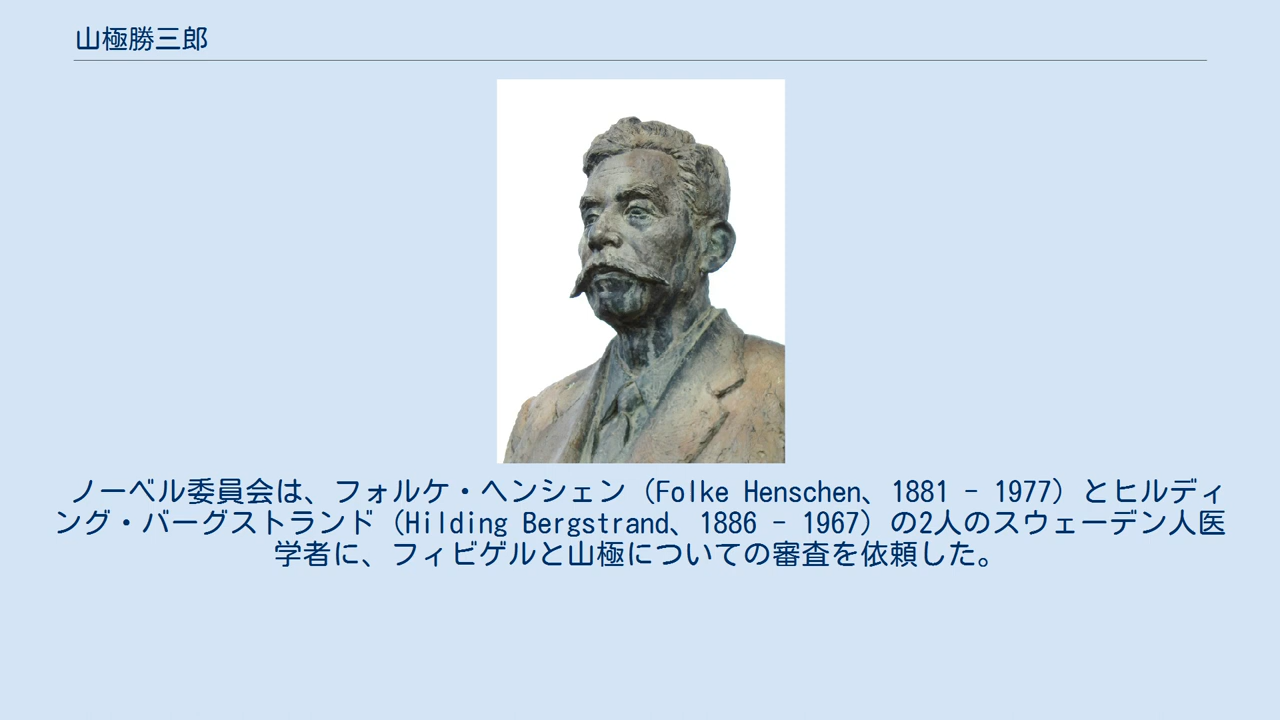 山極勝三郎
ノーベル委員会は、フォルケ・ヘンシェン（Folke Henschen、1881 - 1977）とヒルディ
ング・バーグストランド（Hilding Bergstrand、1886 - 1967）の2人のスウェーデン人医
学者に、フィビゲルと山極についての審査を依頼した。